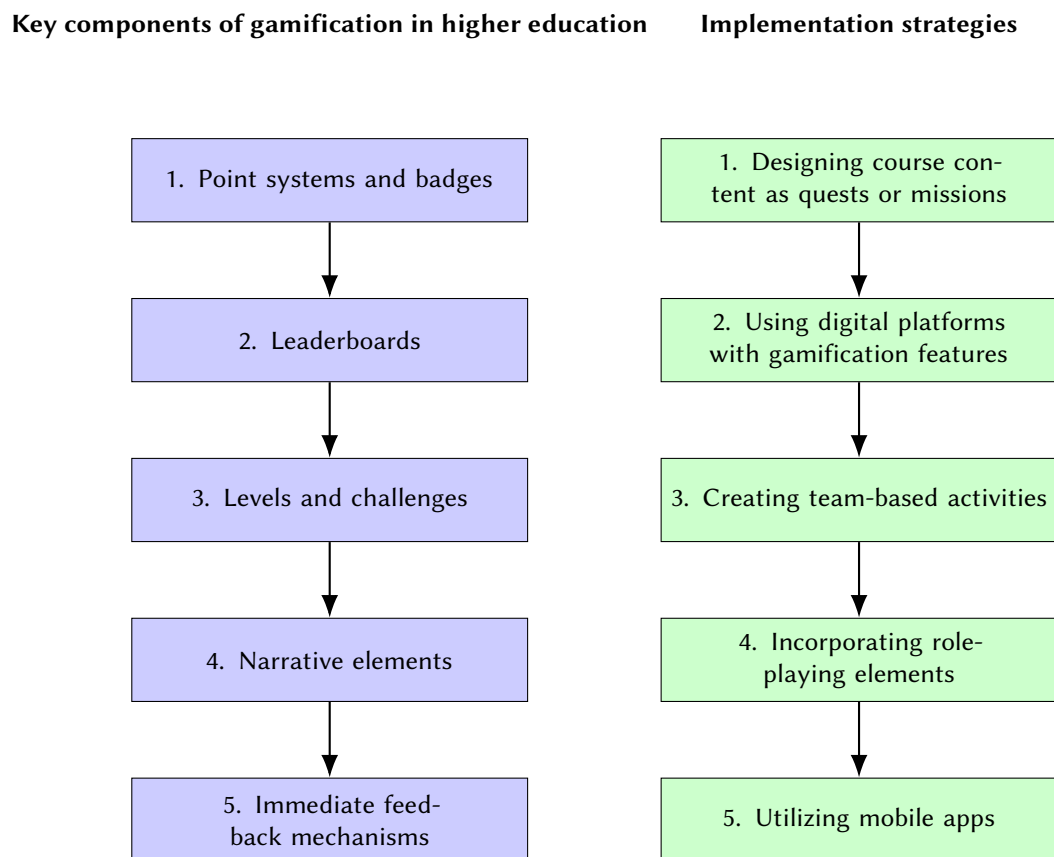 Key components of gamification in higher education
1. Point systems and badges
2. Leaderboards
3. Levels and challenges
4. Narrative elements
5. Immediate feed-
back mechanisms
Implementation strategies
1. Designing course con-
tent as quests or missions
2. Using digital platforms
with gamification features
3. Creating team-based activities
4. Incorporating role-
playing elements
5. Utilizing mobile apps